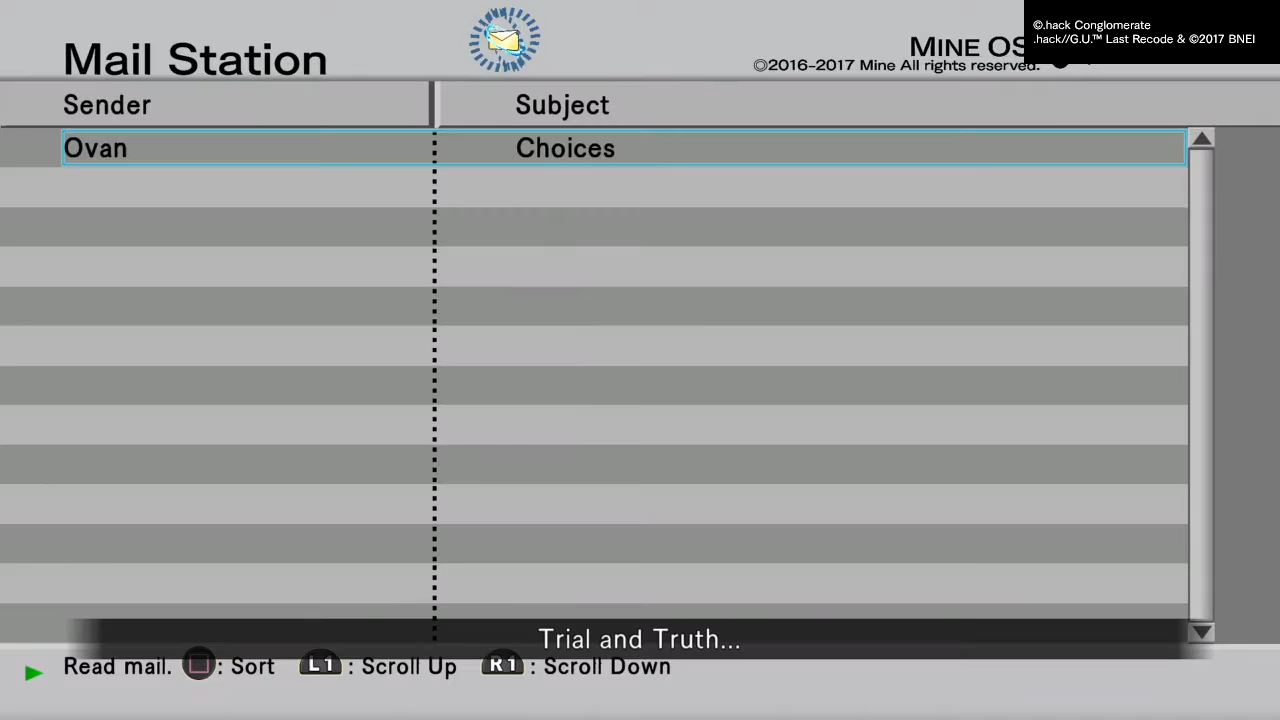 ©.hack Conglomerate
.hack//G.U.™ Last Recode & ©2017 BNEI
Mail Station
MINE OS
©2016-2017 Mine All rights reserved.
Sender Subject
Ovan Choices
Trial and Truth...
Read mail. : Sort L1 : Scroll Up R1 : Scroll Down